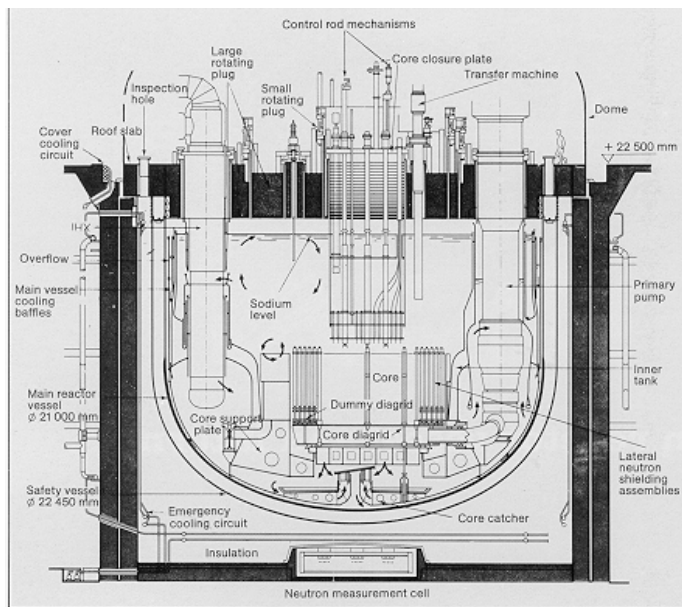 Control rod mechanisms
Large
rotating
plug
Core closure plate
Inspection
hole
Small
rotating
plug
Transfer machine
Cover
cooling
circuit
Roof slab
Dome
+ 22 500 mm
IHX
Overflow
Main vessel
cooling
baffles
Sodium
level
Primary
pump
Inner
tank
Core
Main reactor
vessel
ϕ 21 000 mm
Dummy diagrid
Core support
plate
Core diagrid
Lateral
neutron
shielding
assemblies
Safety vessel
ϕ 22 450 mm
Emergency
cooling circuit
Core catcher
Insulation
Neutron measurement cell